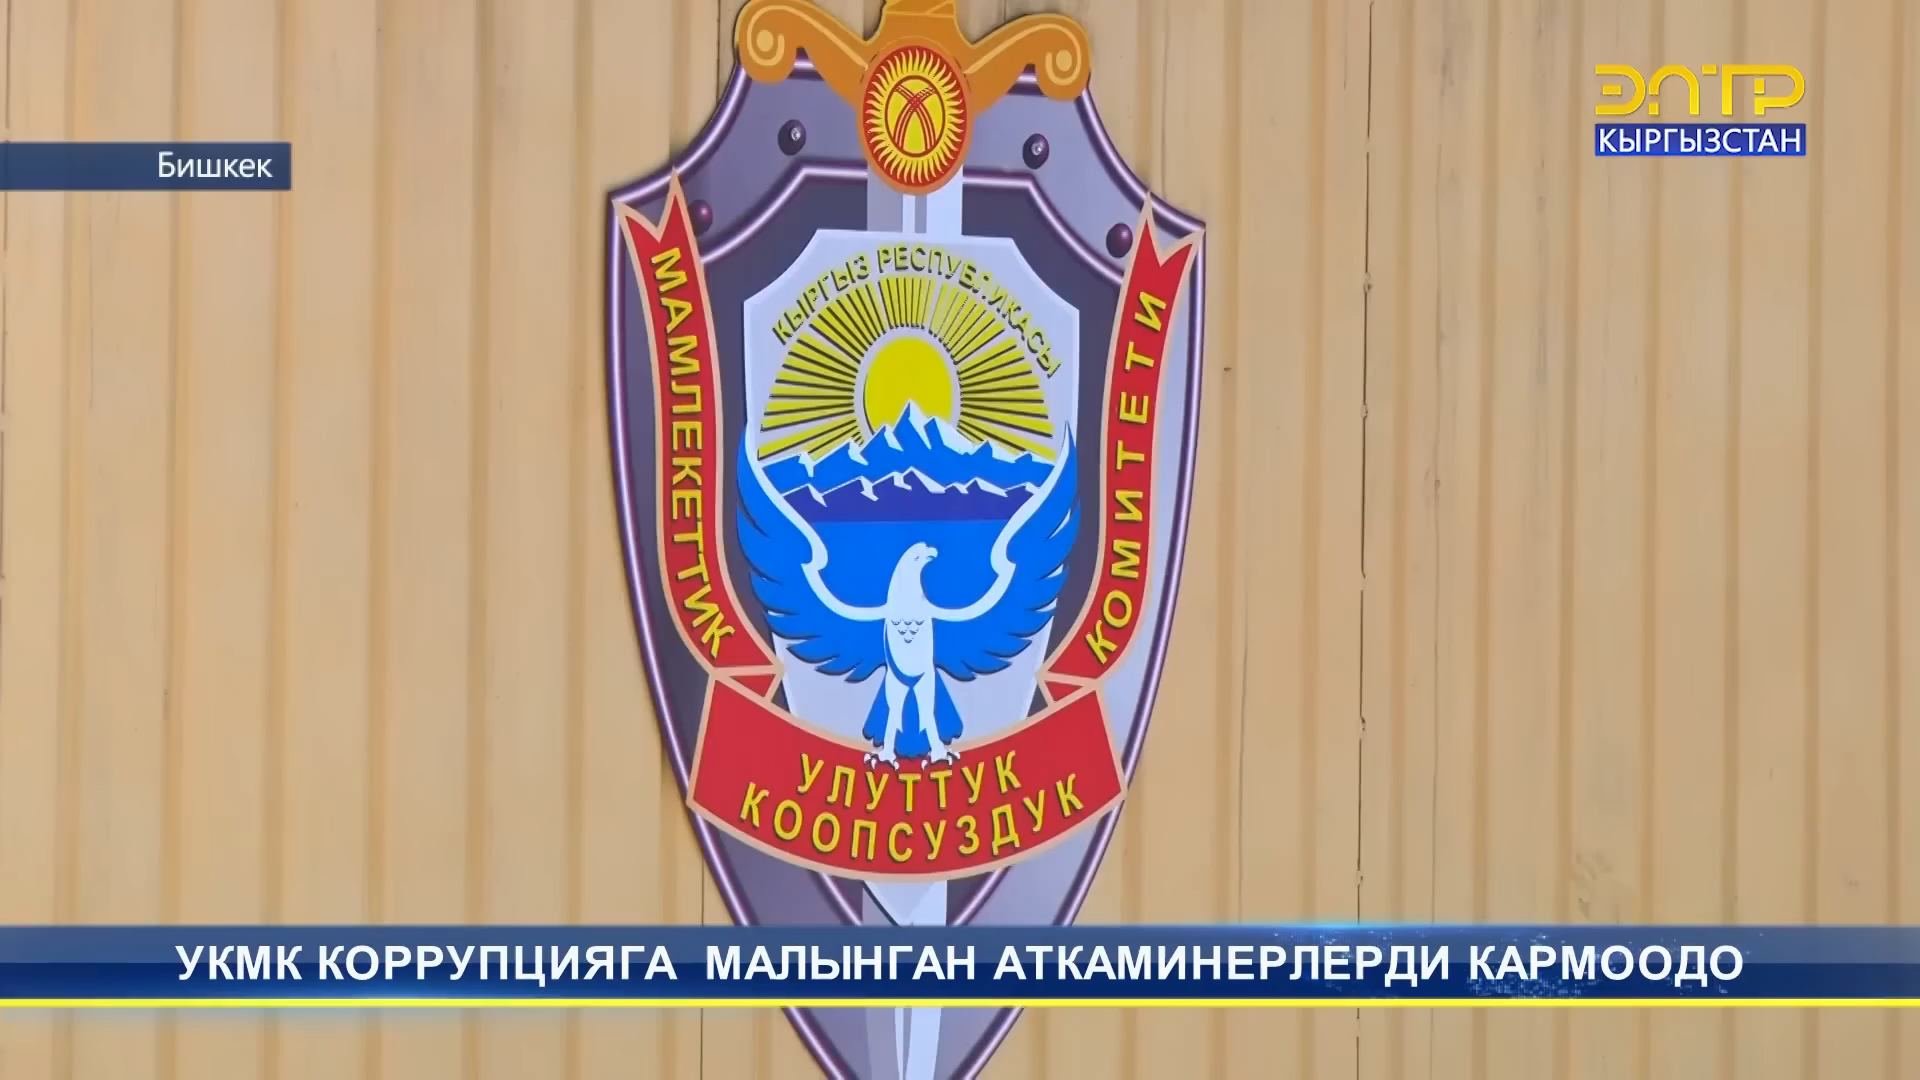 ЭЛТР
КЫРГЫЗСТАН
Бишкек
КЫРГЫЗ РЕСПУБЛИКАСЫ
МАМЛЕКЕТТИК
КОМИТЕТИ
УЛУТТУК
КООПСУЗДУК
УКМК КОРРУПЦИЯГА МАЛЫНГАН АТКАМИНЕРЛЕРДИ КАРМООДО